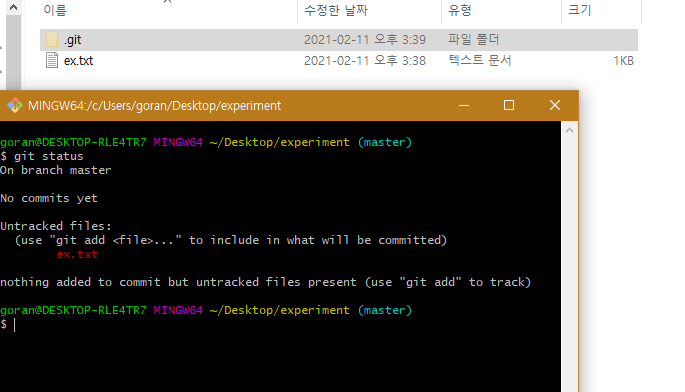 이름 수정한 날짜 유형 크기
.git 2021-02-11 오후 3:39 파일 폴더
ex.txt 2021-02-11 오후 3:38 텍스트 문서 1KB
MINGW64:/c/Users/goran/Desktop/experiment
goran@DESKTOP-RLE4TR7 MINGW64 ~/Desktop/experiment (master)
$ git status
On branch master
No commits yet
Untracked files:
(use "git add <file>..." to include in what will be committed)
ex.txt
nothing added to commit but untracked files present (use "git add" to track)
goran@DESKTOP-RLE4TR7 MINGW64 ~/Desktop/experiment (master)
$